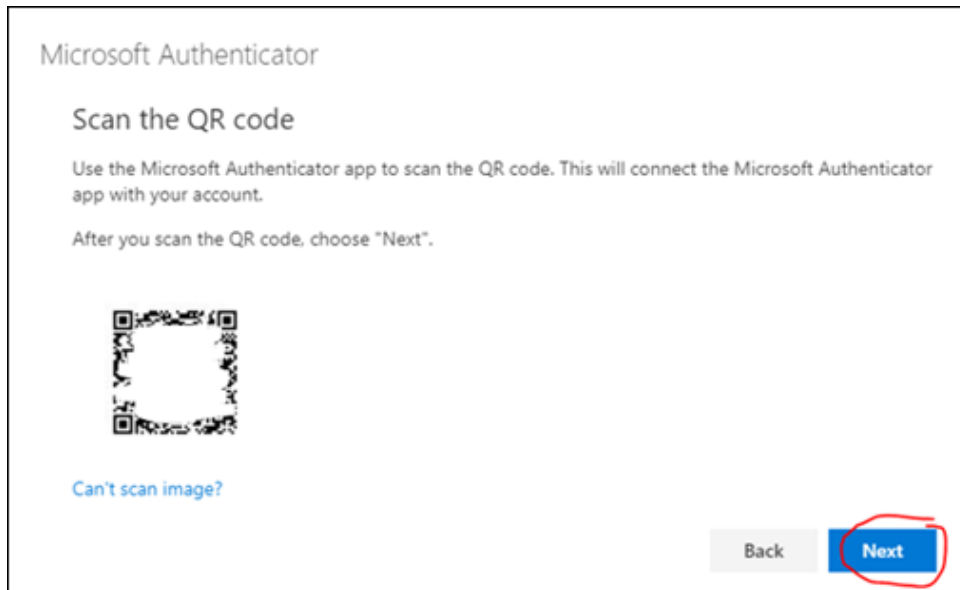 Microsoft Authenticator
Scan the QR code
Use the Microsoft Authenticator app to scan the QR code. This will connect the Microsoft Authenticator
app with your account.
After you scan the QR code, choose "Next".
Can't scan image?
Back
Next